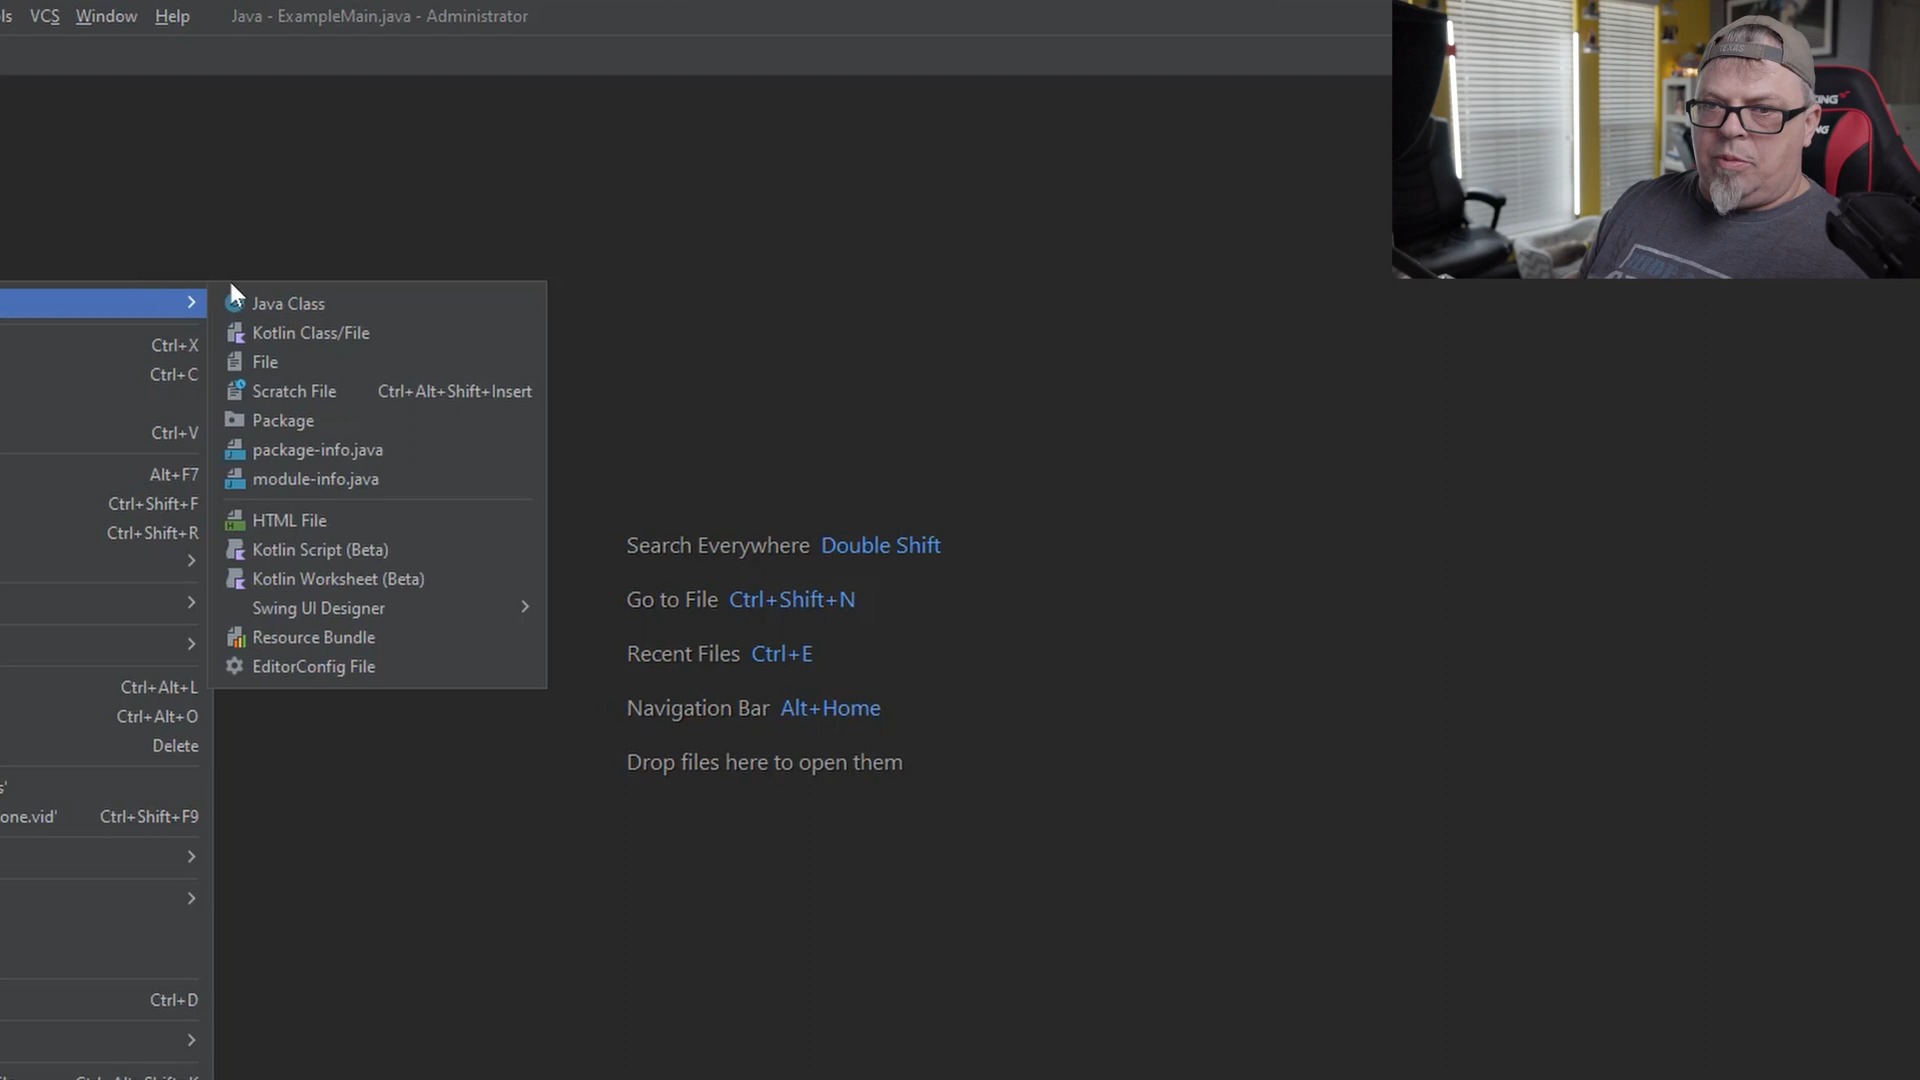 ls VCS Window Help Java - ExampleMain.java - Administrator
TEXAS
Java Class
Kotlin Class/File
File
Scratch File Ctrl+Alt+Shift+Insert
Package
package-info.java
module-info.java
HTML File
Kotlin Script (Beta)
Kotlin Worksheet (Beta)
Swing UI Designer
Resource Bundle
EditorConfig File
Ctrl+X
Ctrl+C
Ctrl+V
Alt+F7
Ctrl+Shift+F
Ctrl+Shift+R
Ctrl+Alt+L
Ctrl+Alt+O
Delete
s'
one.vid' Ctrl+Shift+F9
Ctrl+D
Ctrl+Alt+Shift+K
Search Everywhere Double Shift
Go to File Ctrl+Shift+N
Recent Files Ctrl+E
Navigation Bar Alt+Home
Drop files here to open them